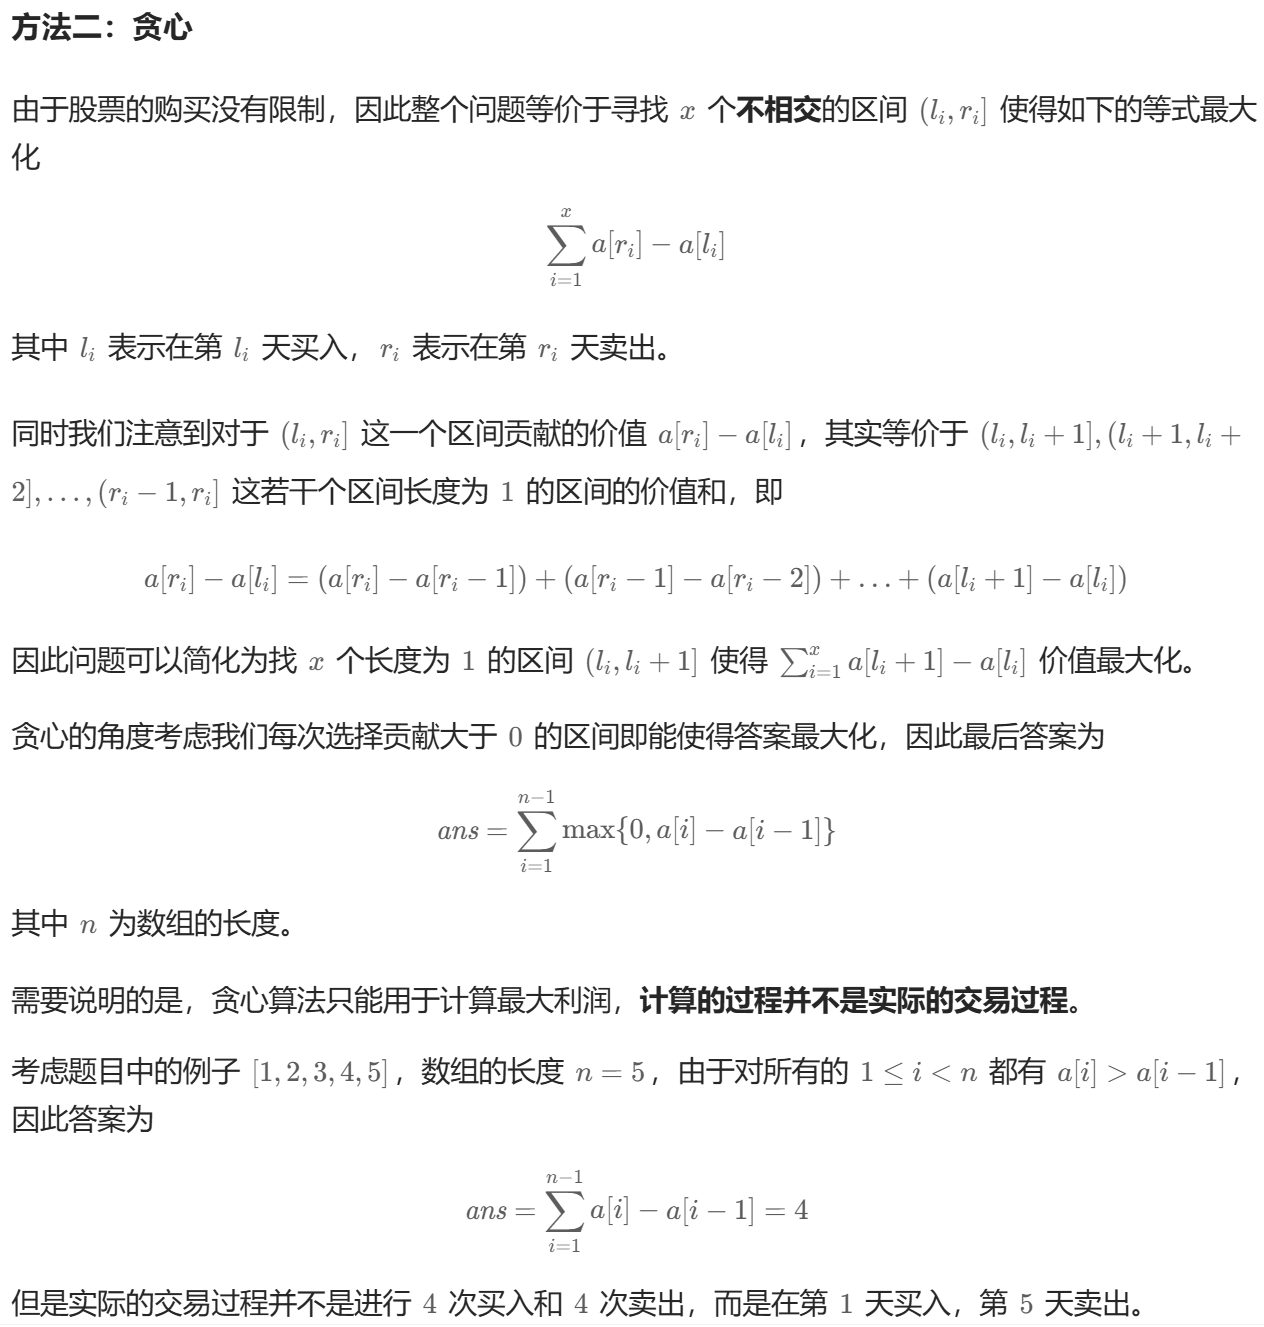 方法二：贪心
由于股票的购买没有限制，因此整个问题等价于寻找 x 个不相交的区间 (l_i, r_i] 使得如下的等式最大
化
\sum_{i=1}^{x} a[r_i] − a[l_i]
其中 l_i 表示在第 l_i 天买入，r_i 表示在第 r_i 天卖出。
同时我们注意到对于 (l_i, r_i] 这一个区间贡献的价值 a[r_i] − a[l_i]，其实等价于 (l_i, l_i + 1], (l_i + 1, l_i +
2], …, (r_i − 1, r_i] 这若干个区间长度为 1 的区间的价值和，即
a[r_i] − a[l_i] = (a[r_i] − a[r_i − 1]) + (a[r_i − 1] − a[r_i − 2]) + … + (a[l_i + 1] − a[l_i])
因此问题可以简化为找 x 个长度为 1 的区间 (l_i, l_i + 1] 使得 \sum_{i=1}^{x} a[l_i + 1] − a[l_i] 价值最大化。
贪心的角度考虑我们每次选择贡献大于 0 的区间即能使得答案最大化，因此最后答案为
ans = \sum_{i=1}^{n−1} max{0, a[i] − a[i − 1]}
其中 n 为数组的长度。
需要说明的是，贪心算法只能用于计算最大利润，计算的过程并不是实际的交易过程。
考虑题目中的例子 [1, 2, 3, 4, 5]，数组的长度 n = 5，由于对所有的 1 ≤ i < n 都有 a[i] > a[i − 1]，
因此答案为
ans = \sum_{i=1}^{n−1} a[i] − a[i − 1] = 4
但是实际的交易过程并不是进行 4 次买入和 4 次卖出，而是在第 1 天买入，第 5 天卖出。